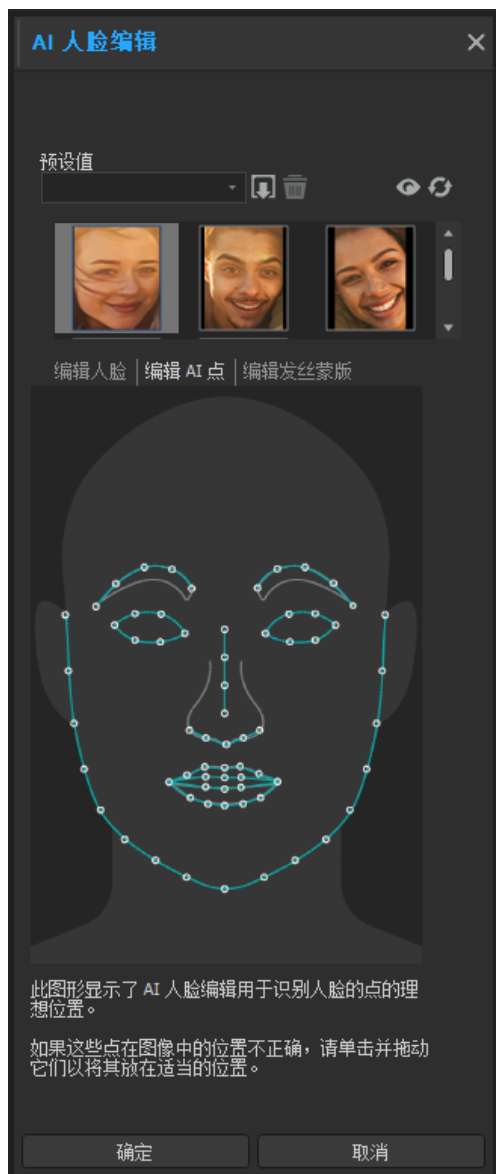 AI 人脸编辑
预设值
编辑人脸 编辑 AI 点 编辑发丝蒙版
此图形显示了 AI 人脸编辑用于识别人脸的点的理
想位置。
如果这些点在图像中的位置不正确，请单击并拖动
它们以将其放在适当的位置。
确定 取消